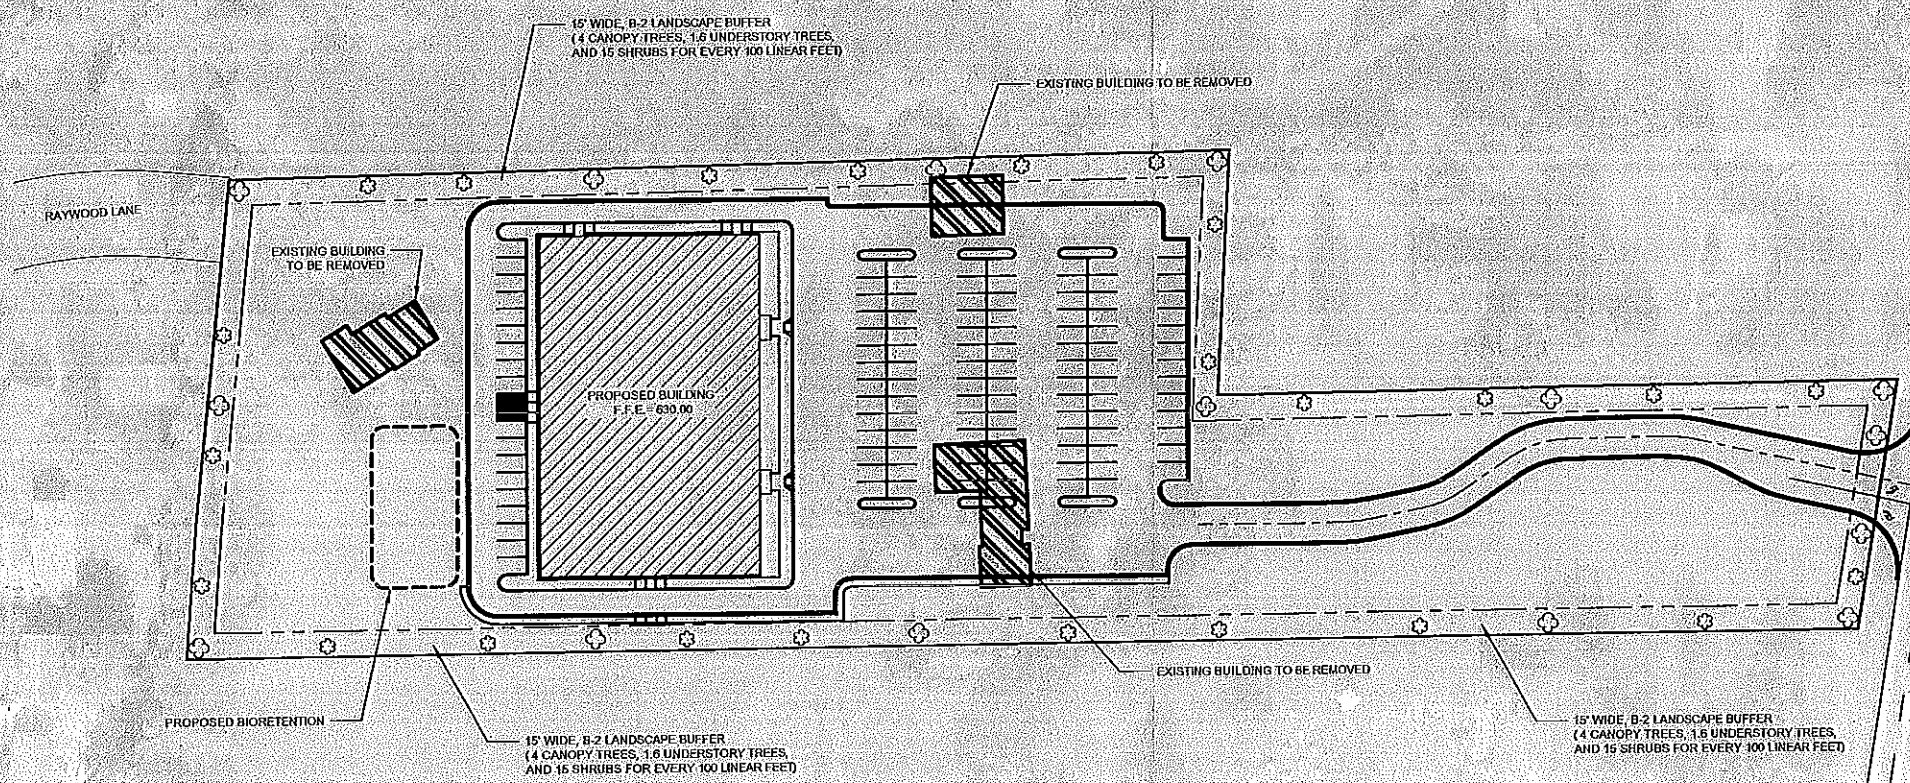 15' WIDE, B-2 LANDSCAPE BUFFER
(4 CANOPY TREES, 1.6 UNDERSTORY TREES,
AND 15 SHRUBS FOR EVERY 100 LINEAR FEET)
EXISTING BUILDING TO BE REMOVED
RAYWOOD LANE
EXISTING BUILDING
TO BE REMOVED
PROPOSED BUILDING
F.F.E. = 630.00
EXISTING BUILDING TO BE REMOVED
PROPOSED BIORETENTION
15' WIDE, B-2 LANDSCAPE BUFFER
(4 CANOPY TREES, 1.6 UNDERSTORY TREES,
AND 15 SHRUBS FOR EVERY 100 LINEAR FEET)
15' WIDE, B-2 LANDSCAPE BUFFER
(4 CANOPY TREES, 1.6 UNDERSTORY TREES,
AND 15 SHRUBS FOR EVERY 100 LINEAR FEET)